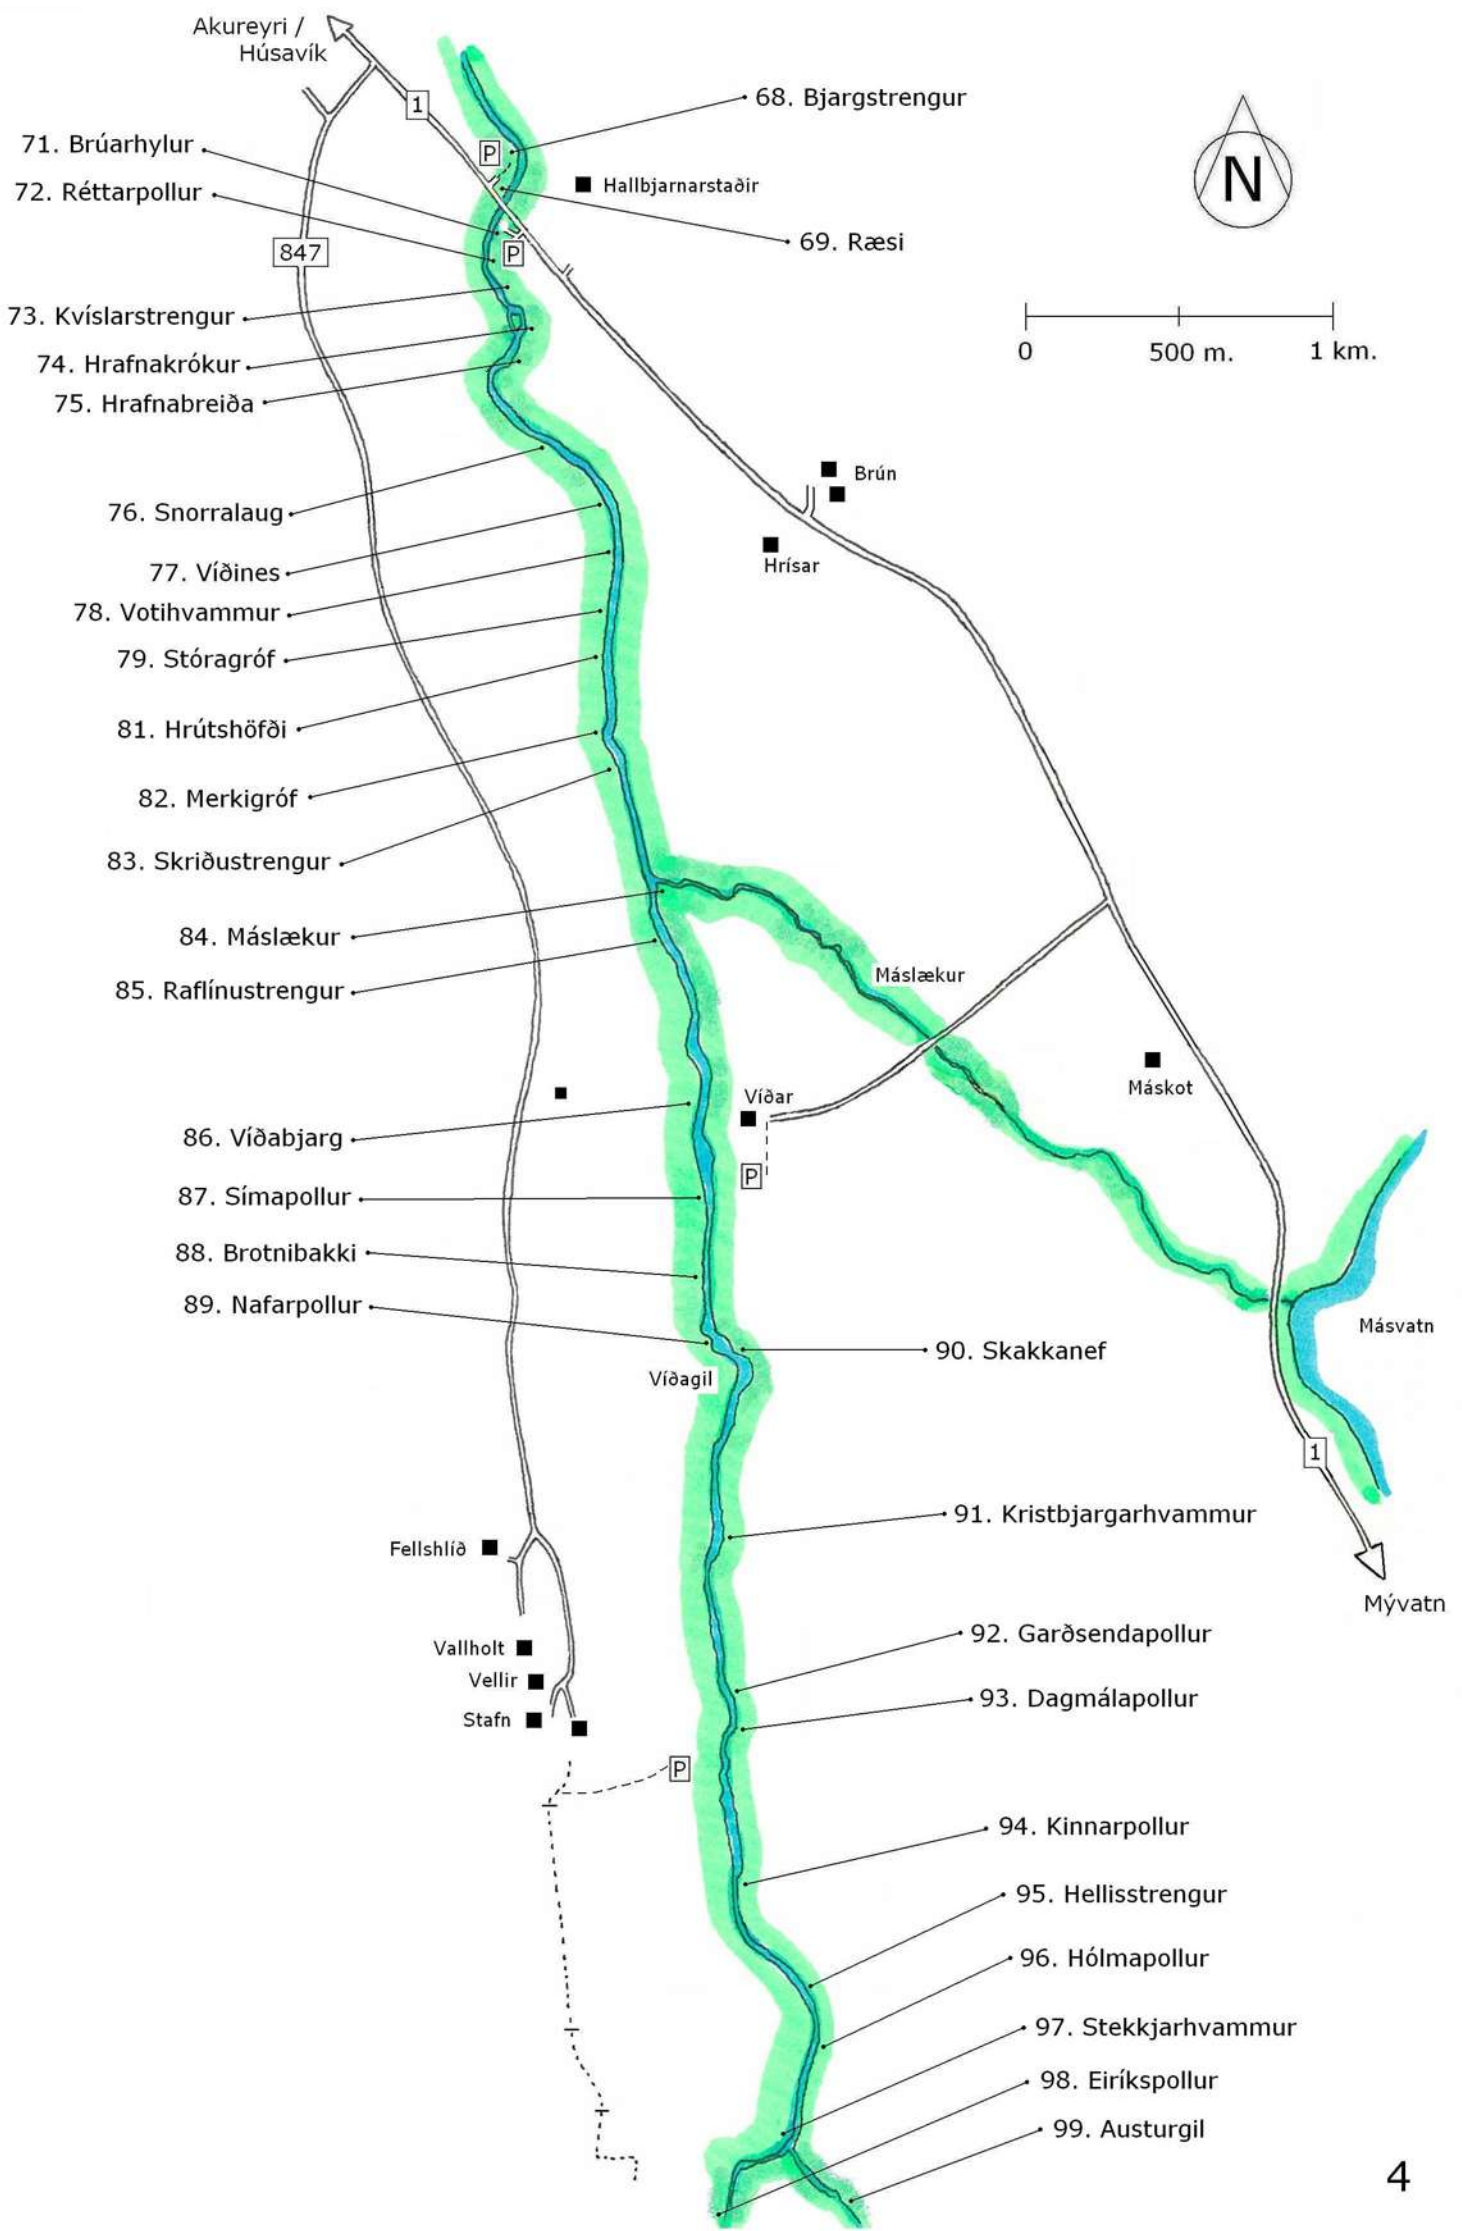 Akureyri /
Húsavík
1
68. Bjargstrengur
71. Brúarhylur
P
N
72. Réttarpollur
Hallbjarnarstaðir
847
P
69. Ræsi
73. Kvíslarstrengur
74. Hrafnakrókur
0 500 m. 1 km.
75. Hrafnabreiða
Brún
76. Snorralaug
Hrísar
77. Víðines
78. Votihvammur
79. Stóragróf
81. Hrútshöfði
82. Merkigróf
83. Skriðustrengur
84. Máslækur
Máslækur
85. Raflínustrengur
Máskot
Víðar
86. Víðabjarg
P
87. Símapollur
88. Brotnibakki
89. Nafarpollur
Másvatn
90. Skakkanef
Víðagil
1
91. Kristbjargarhvammur
Fellshlíð
Mývatn
92. Garðsendapollur
Vallholt
Vellir
93. Dagmálapollur
Stafn
P
94. Kinnarpollur
95. Hellisstrengur
96. Hólmapollur
97. Stekkjarhvammur
98. Eiríkspollur
99. Austurgil
4